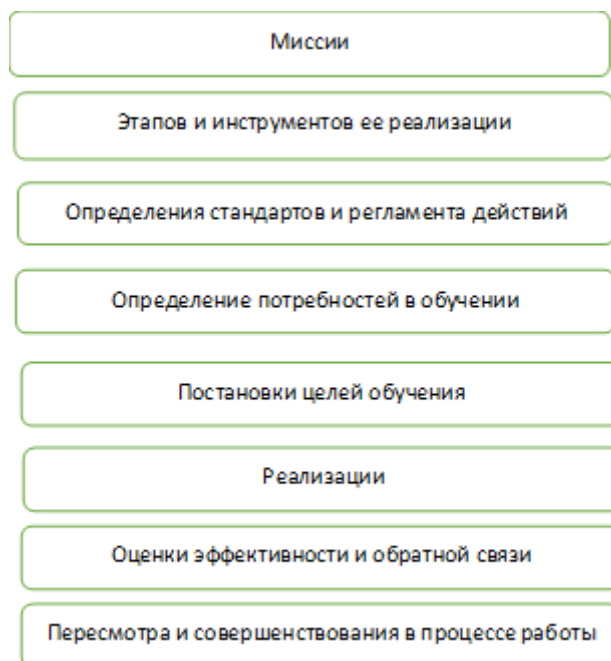 Миссии
Этапов и инструментов ее реализации
Определения стандартов и регламента действий
Определение потребностей в обучении
Постановки целей обучения
Реализации
Оценки эффективности и обратной связи
Пересмотра и совершенствования в процессе работы